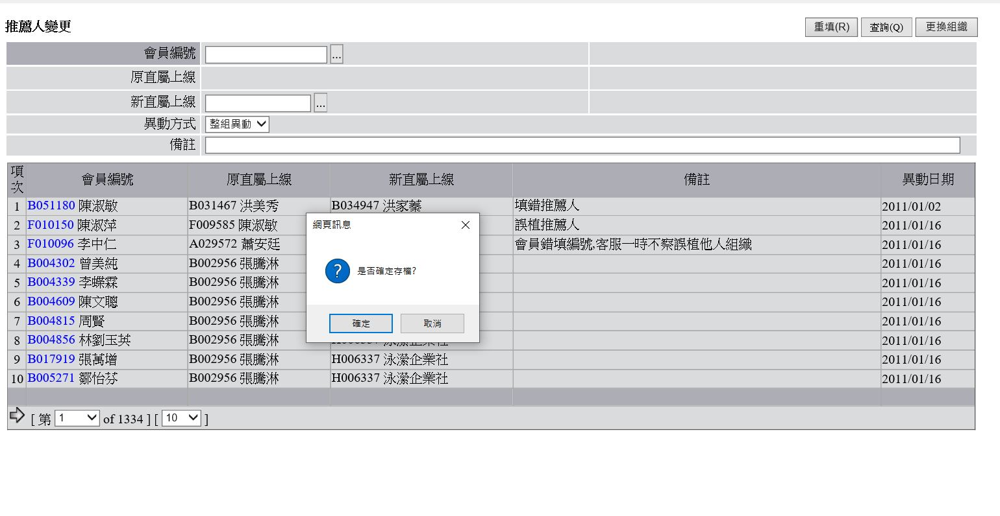 推薦人變更
重填(R) 查詢(Q) 更換組織
會員編號 ...
原直屬上線
新直屬上線 ...
異動方式 整組異動
備註
項次 會員編號 原直屬上線 新直屬上線 備註 異動日期
1 B051180 陳淑敏 B031467 洪美秀 B034947 洪家蓁 填錯推薦人 2011/01/02
2 F010150 陳淑萍 F009585 陳淑敏 誤植推薦人 2011/01/16
3 F010096 李中仁 A029572 蕭安廷 會員錯填編號,客服一時不察誤植他人組織 2011/01/16
4 B004302 曾美純 B002956 張騰淋 2011/01/16
5 B004339 李蝶霖 B002956 張騰淋 2011/01/16
6 B004609 陳文聰 B002956 張騰淋 2011/01/16
7 B004815 周賢 B002956 張騰淋 2011/01/16
8 B004856 林劉玉英 B002956 張騰淋 2011/01/16
9 B017919 張萬增 B002956 張騰淋 H006337 泳瀠企業社 2011/01/16
10 B005271 鄒怡芬 B002956 張騰淋 H006337 泳瀠企業社 2011/01/16
[ 第 1 of 1334 ] [ 10 ]
網頁訊息
是否確定存檔?
確定 取消